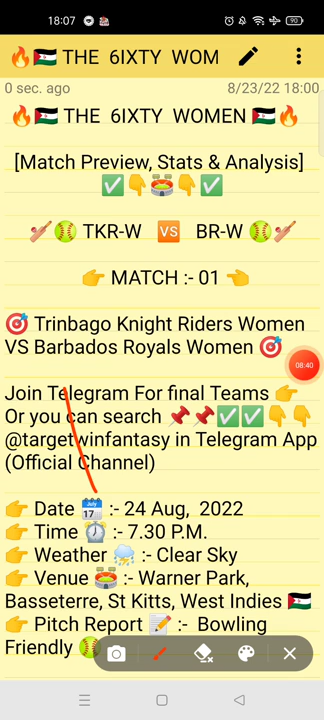 18:07
90
🔥🇵🇸 THE 6IXTY WOM
0 sec. ago 8/23/22 18:00
🔥🇵🇸 THE 6IXTY WOMEN 🇵🇸🔥
[Match Preview, Stats & Analysis]
✅👇🏟️👇✅
🏏🥎 TKR-W 🆚 BR-W 🥎🏏
👉 MATCH :- 01 👈
🎯 Trinbago Knight Riders Women
VS Barbados Royals Women 🎯
08:40
Join Telegram For final Teams 👉
Or you can search 📌📌✅✅👇👇
@targetwinfantasy in Telegram App
(Official Channel)
👉 Date 📅 :- 24 Aug, 2022
👉 Time ⏰ :- 7.30 P.M.
👉 Weather ⛈️ :- Clear Sky
👉 Venue 🏟️ :- Warner Park,
Basseterre, St Kitts, West Indies 🇵🇸
👉 Pitch Report 📝 :- Bowling
Friendly 🥎